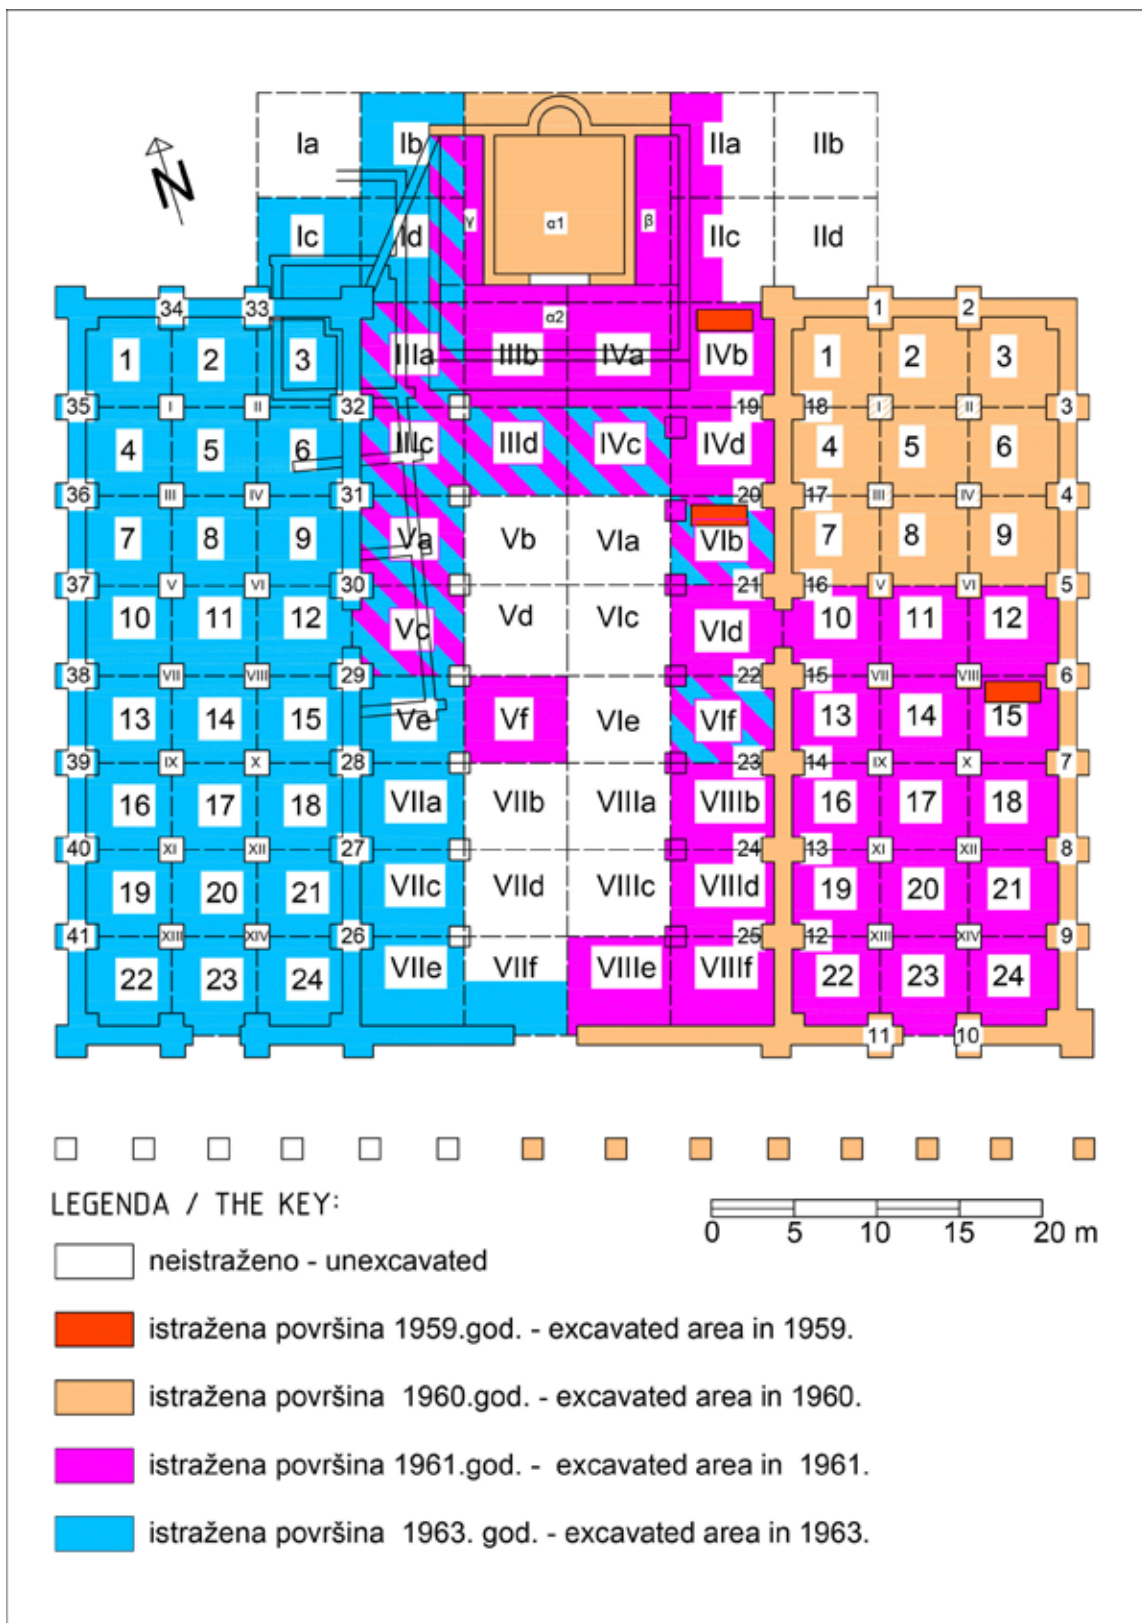 Ia Ib IIa IIb
N
γ α1 β
Ic Id IIc IId
34 33 1 2
α2
1 2 3 IIIa IIIb IVa IVb 1 2 3
35 I II 32 19 18 I II 3
4 5 6 IIIc IIId IVc IVd 4 5 6
36 III IV 31 20 17 III IV 4
7 8 9 Va Vb VIa VIb 7 8 9
37 V VI 30 21 16 V VI 5
10 11 12 Vc Vd VIc VId 10 11 12
38 VII VIII 29 22 15 VII VIII 6
13 14 15 Ve Vf VIe VIf 13 14 15
39 IX X 28 23 14 IX X 7
16 17 18 VIIa VIIb VIIIa VIIIb 16 17 18
40 XI XII 27 24 13 XI XII 8
19 20 21 VIIc VIId VIIIc VIIId 19 20 21
41 XIII XIV 26 25 12 XIII XIV 9
22 23 24 VIIe VIIf VIIIe VIIIf 22 23 24
11 10
LEGENDA / THE KEY:
0 5 10 15 20 m
neistraženo - unexcavated
istražena površina 1959.god. - excavated area in 1959.
istražena površina 1960.god. - excavated area in 1960.
istražena površina 1961.god. - excavated area in 1961.
istražena površina 1963. god. - excavated area in 1963.